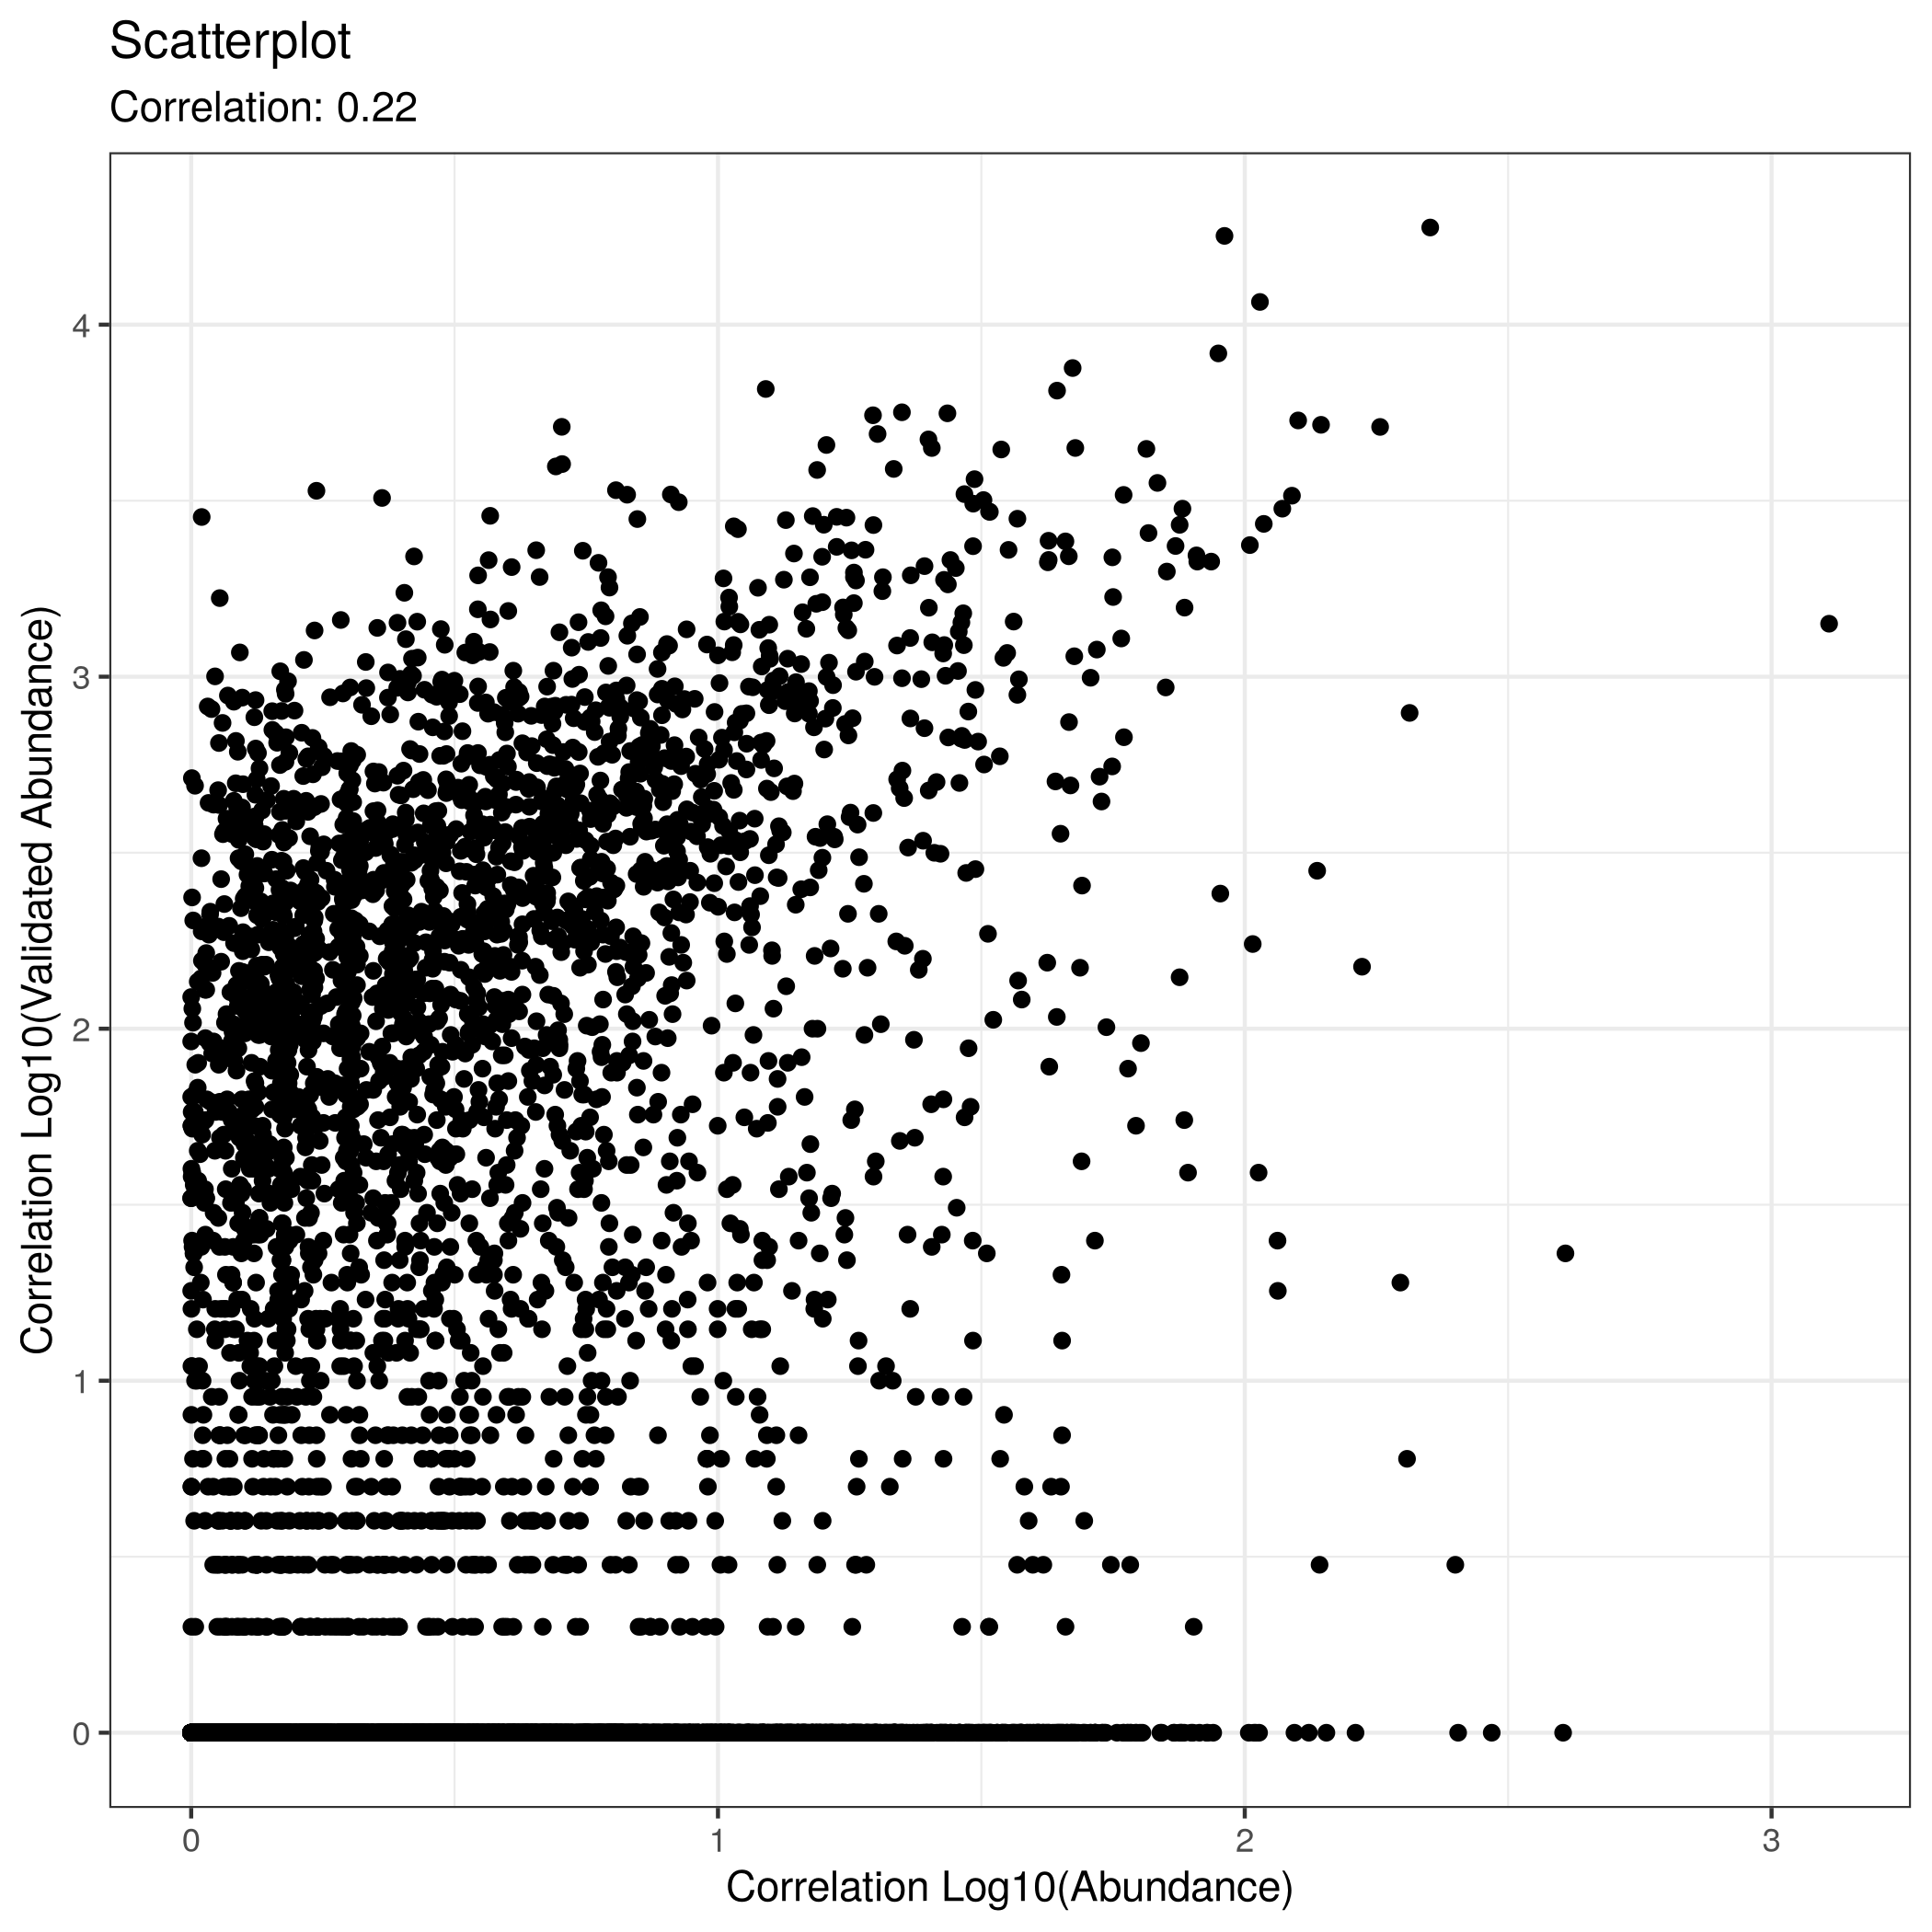 Scatterplot
Correlation: 0.22
Correlation Log10(Validated Abundance)
4
3
2
1
0
0 1 2 3
Correlation Log10(Abundance)